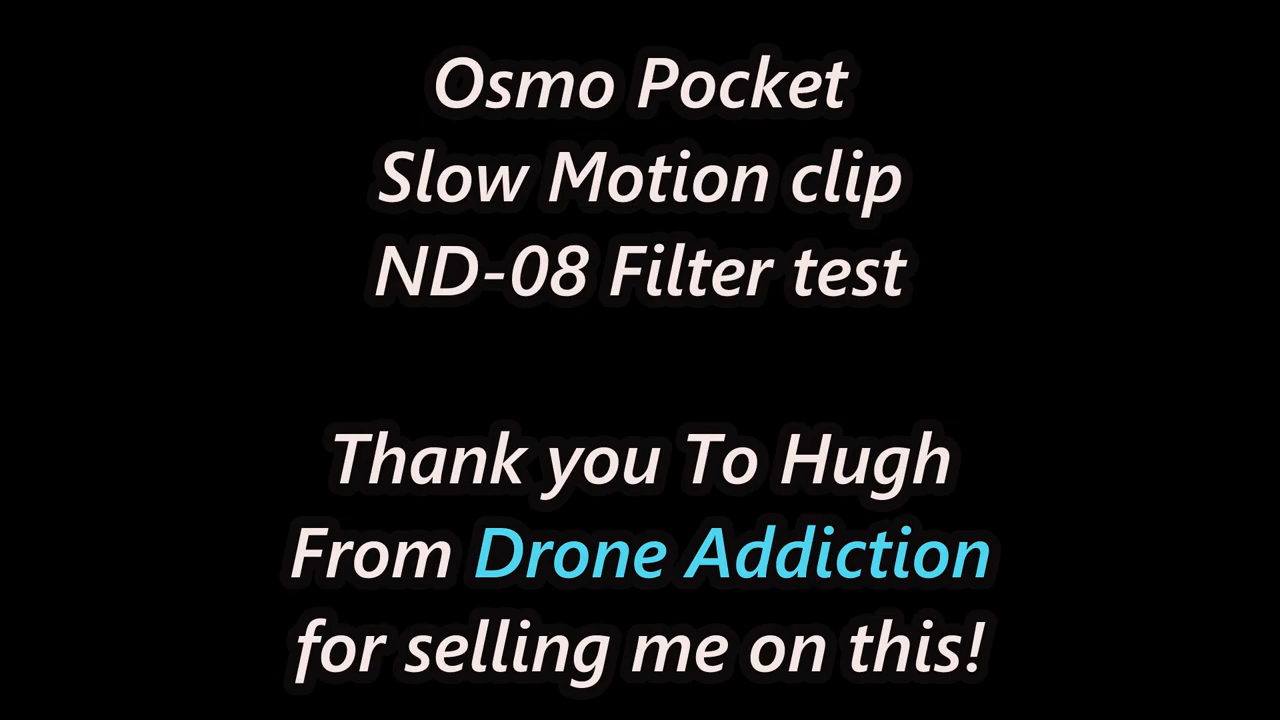 Osmo Pocket
Slow Motion clip
ND-08 Filter test
Thank you To Hugh
From Drone Addiction
for selling me on this!